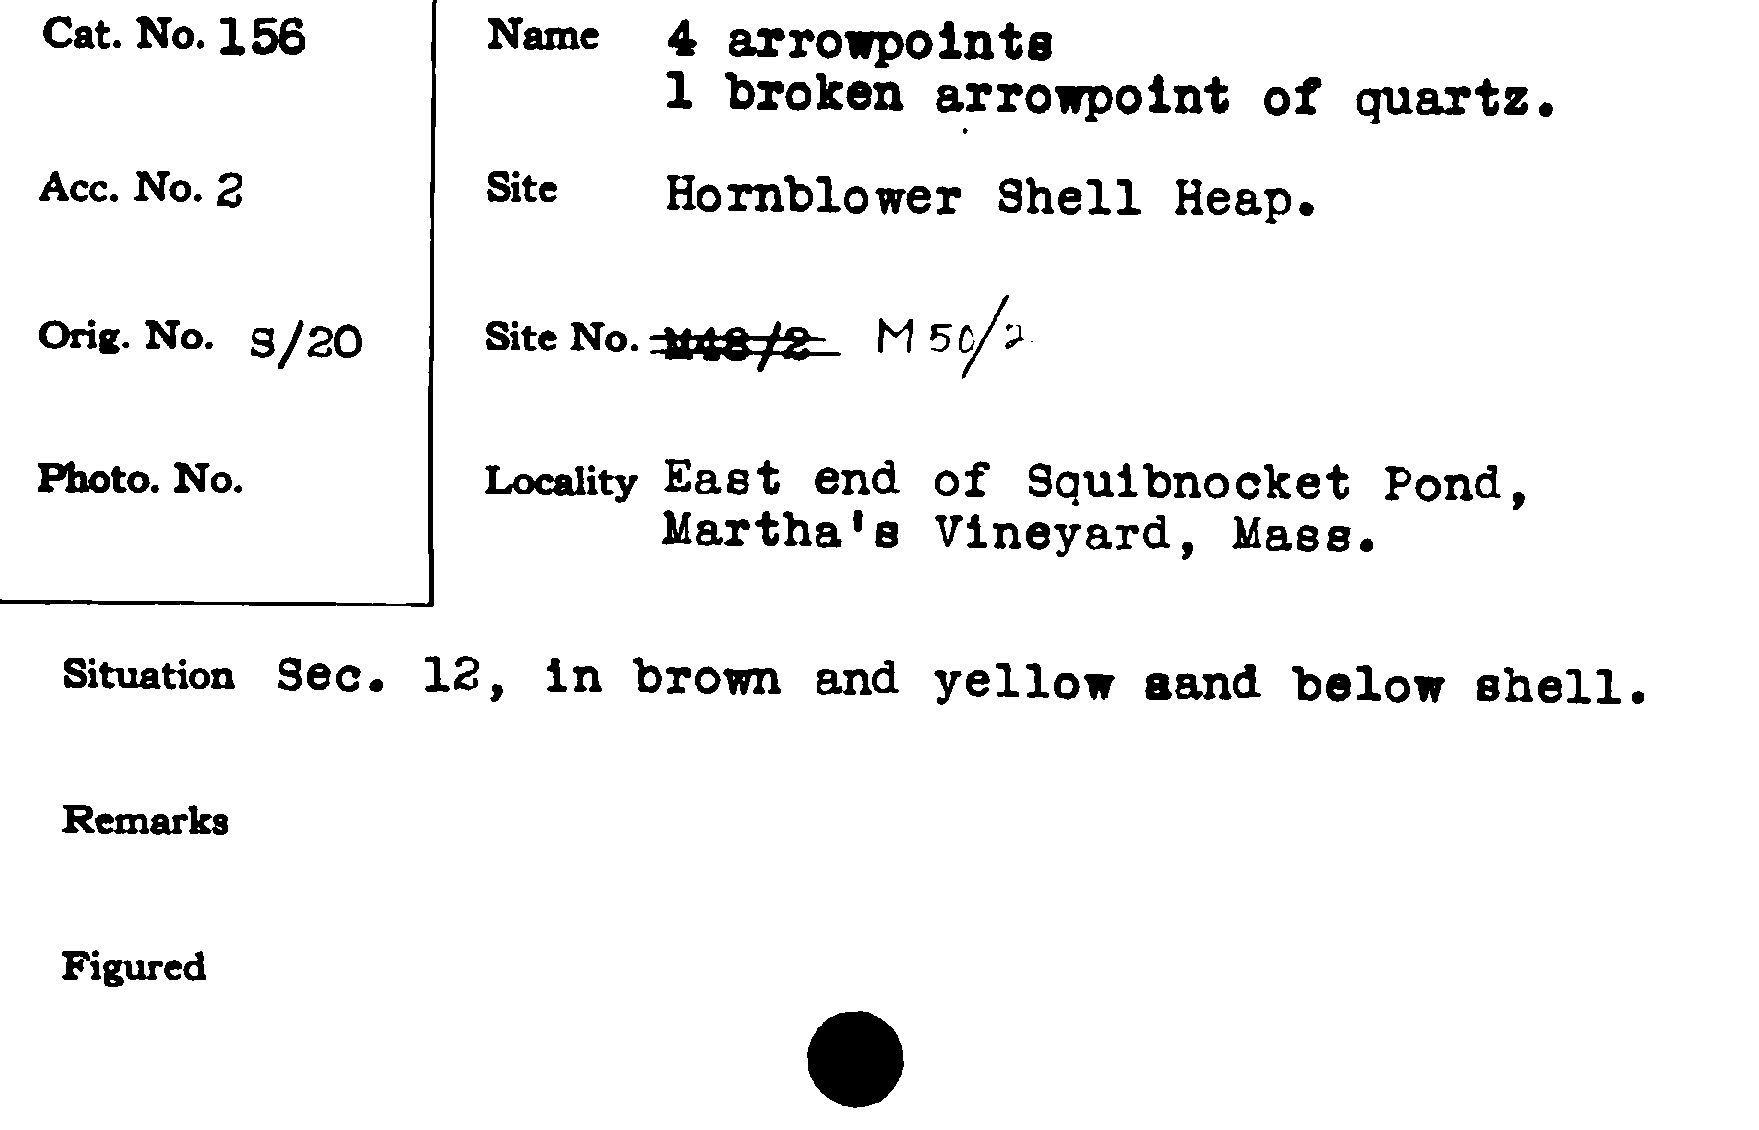 Cat. No. 156
Name 4 arrowpoints
1 broken arrowpoint of quartz.
Acc. No. 2
Site Hornblower Shell Heap.
Orig. No. S/20
Site No. M48/2 M50/2
Photo. No.
Locality East end of Squibnocket Pond,
Martha's Vineyard, Mass.
Situation Sec. 12, in brown and yellow sand below shell.
Remarks
Figured